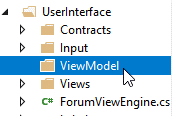 UserInterface
Contracts
Input
ViewModel
Views
C# ForumViewEngine.cs